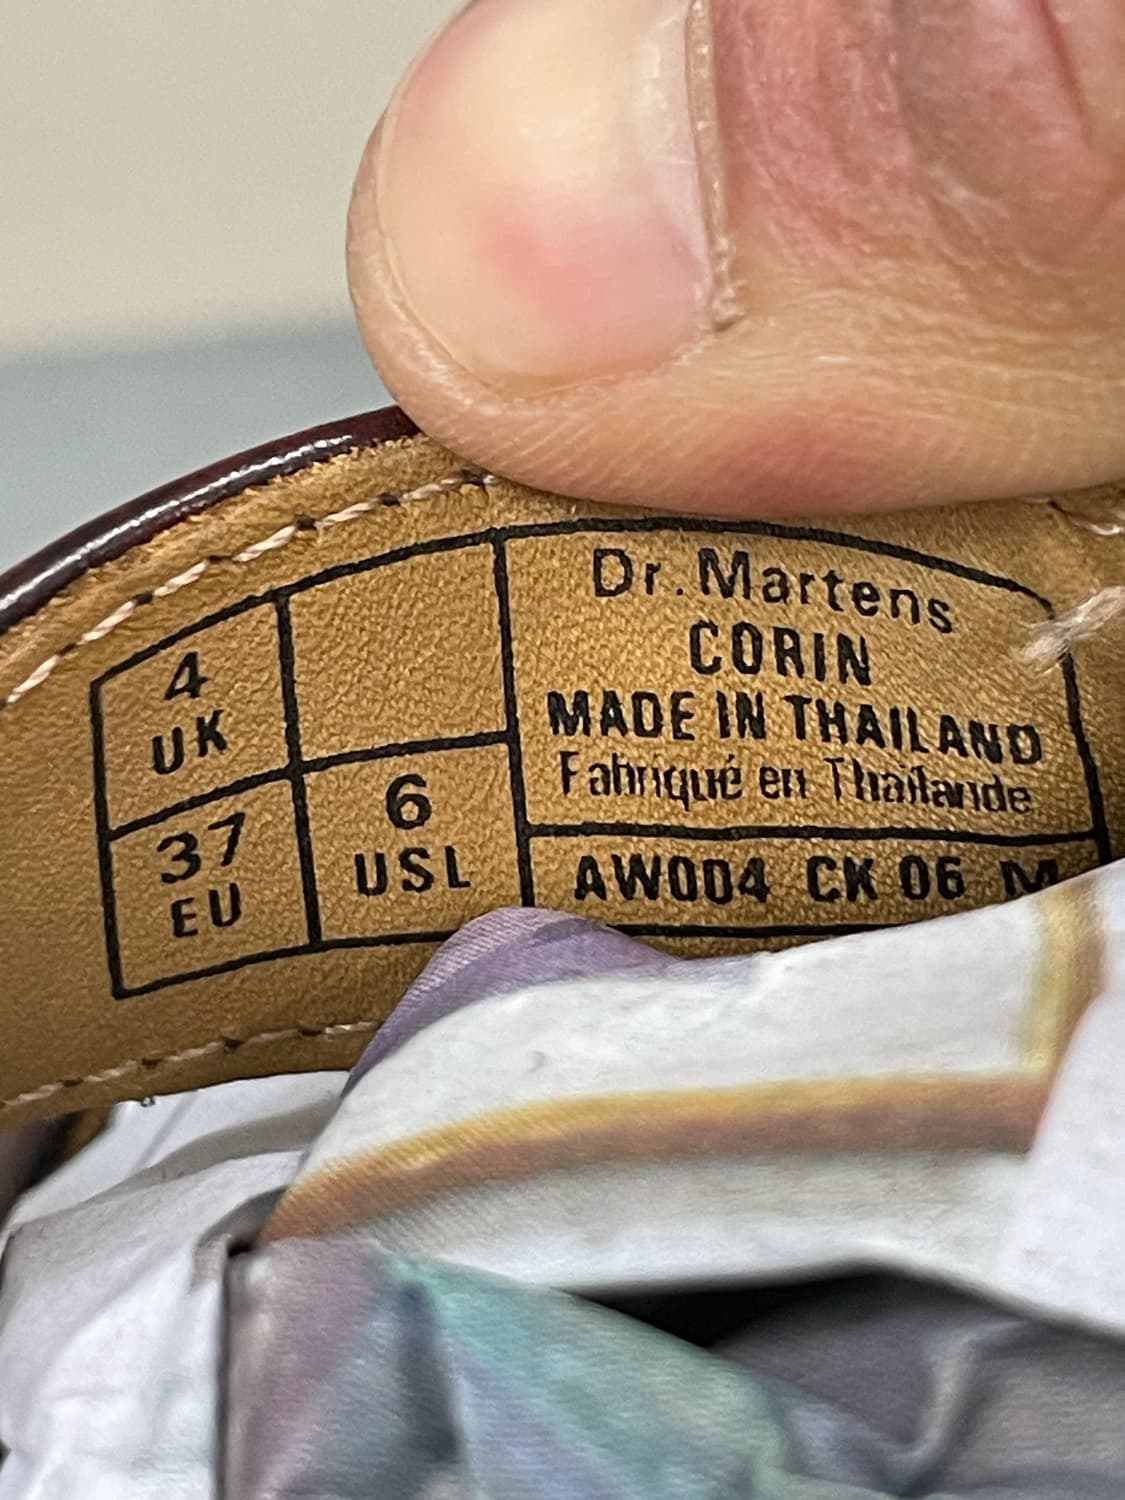 4
UK
37
EU
6
USL
Dr. Martens
CORIN
MADE IN THAILAND
Fabriqué en Thaïlande
AW004 CK 06 M